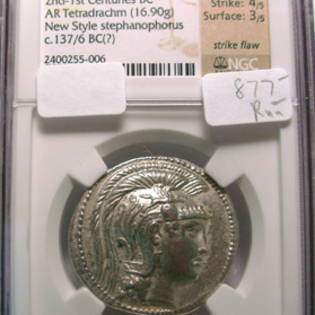 2nd-1st Centuries BC
AR Tetradrachm (16.90g)
New Style stephanophorus
c.137/6 BC(?)
2400255-006
Strike: 4/5
Surface: 3/5
strike flaw
NGC
877-